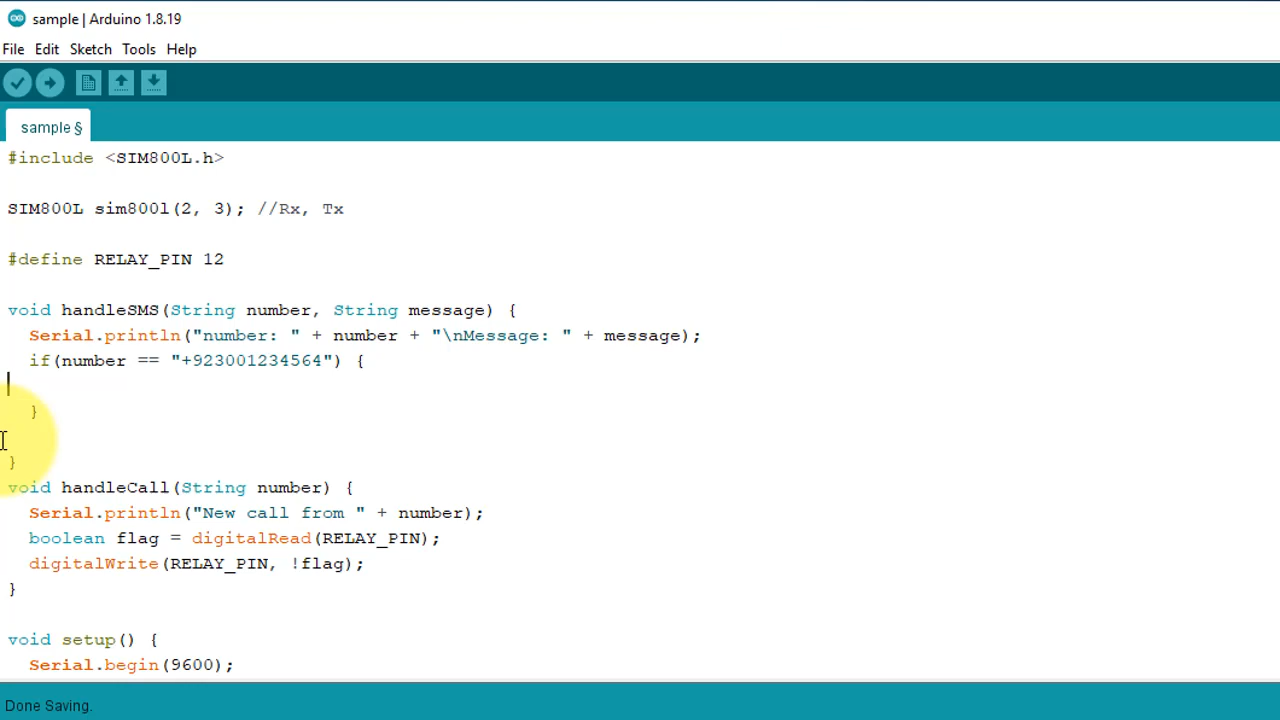 sample | Arduino 1.8.19
File Edit Sketch Tools Help
sample §
#include <SIM800L.h>
SIM800L sim800l(2, 3); //Rx, Tx
#define RELAY_PIN 12
void handleSMS(String number, String message) {
  Serial.println("number: " + number + "\nMessage: " + message);
  if(number == "+923001234564") {
  }
}
void handleCall(String number) {
  Serial.println("New call from " + number);
  boolean flag = digitalRead(RELAY_PIN);
  digitalWrite(RELAY_PIN, !flag);
}
void setup() {
  Serial.begin(9600);
Done Saving.